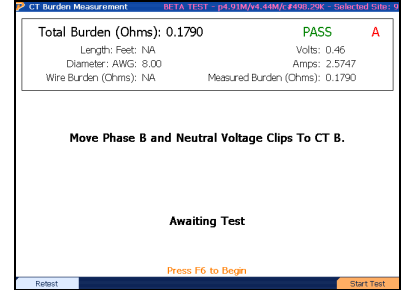 CT Burden Measurement BETA TEST - p4.91M/v4.44M/c#498.29K - Selected Site: 9
Total Burden (Ohms): 0.1790 PASS A
Length: Feet: NA Volts: 0.46
Diameter: AWG: 8.00 Amps: 2.5747
Wire Burden (Ohms): NA Measured Burden (Ohms): 0.1790
Move Phase B and Neutral Voltage Clips To CT B.
Awaiting Test
Press F6 to Begin
Retest Start Test